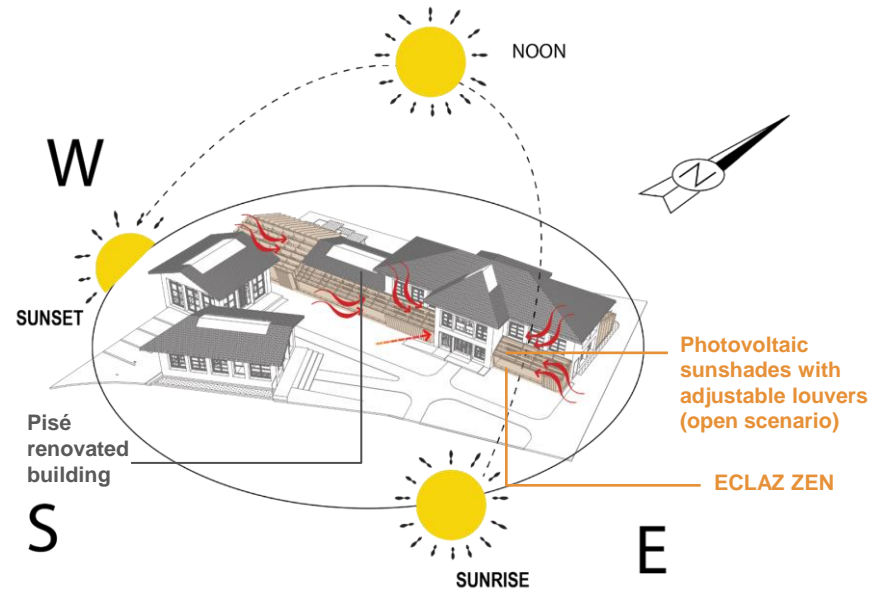 NOON
W
N
SUNSET
Photovoltaic
sunshades with
adjustable louvers
(open scenario)
Pisé
renovated
building
ECLAZ ZEN
S
E
SUNRISE